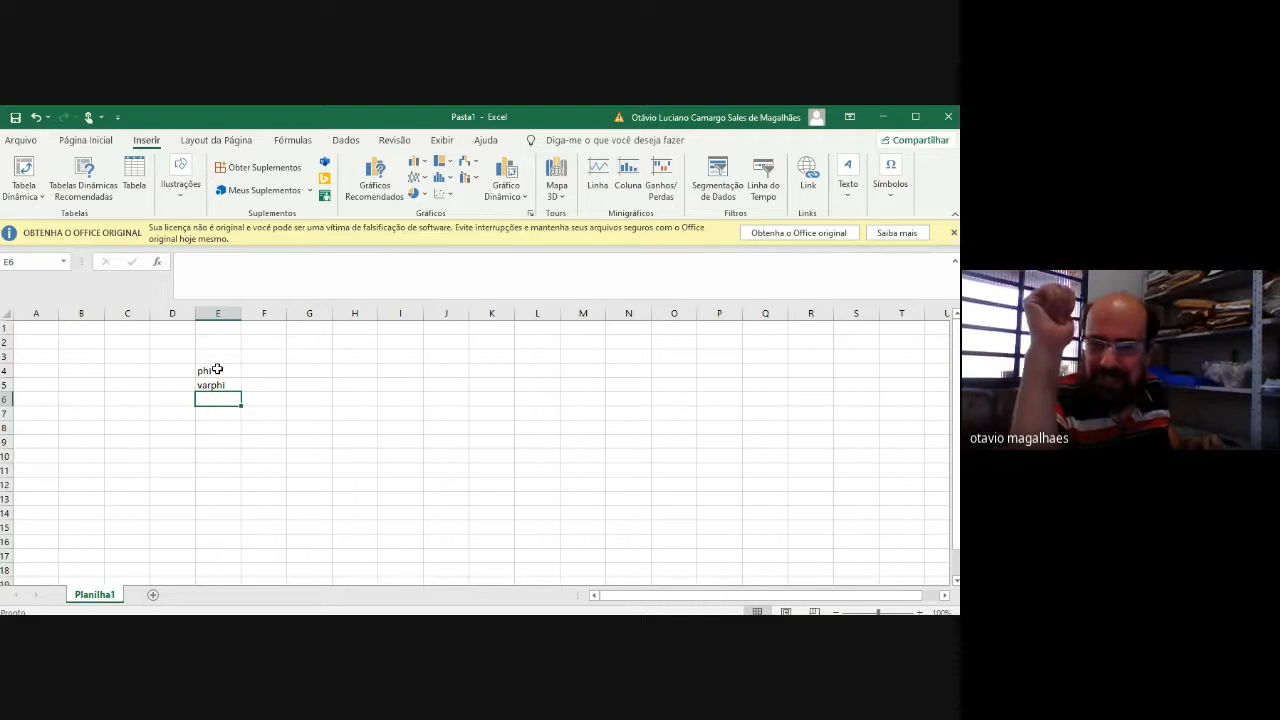 Pasta1 - Excel
Otávio Luciano Camargo Sales de Magalhães
Arquivo Página Inicial Inserir Layout da Página Fórmulas Dados Revisão Exibir Ajuda Diga-me o que você deseja fazer Compartilhar
Tabela Dinâmica
Tabelas Dinâmicas Recomendadas
Tabela
Ilustrações
Obter Suplementos
Meus Suplementos
Gráficos Recomendados
Gráfico Dinâmico
Mapa 3D
Linha
Coluna
Ganhos/Perdas
Segmentação de Dados
Linha do Tempo
Link
Texto
Símbolos
Tabelas Suplementos Gráficos Tours Minigráficos Filtros Links
OBTENHA O OFFICE ORIGINAL Sua licença não é original e você pode ser uma vítima de falsificação de software. Evite interrupções e mantenha seus arquivos seguros com o Office
original hoje mesmo.
Obtenha o Office original Saiba mais
E6 fx
A B C D E F G H I J K L M N O P Q R S T U
1
2
3
4 phi
5 varphi
6
7
8
9
10
11
12
13
14
15
16
17
18
19
Planilha1
Pronto 100%
otavio magalhaes